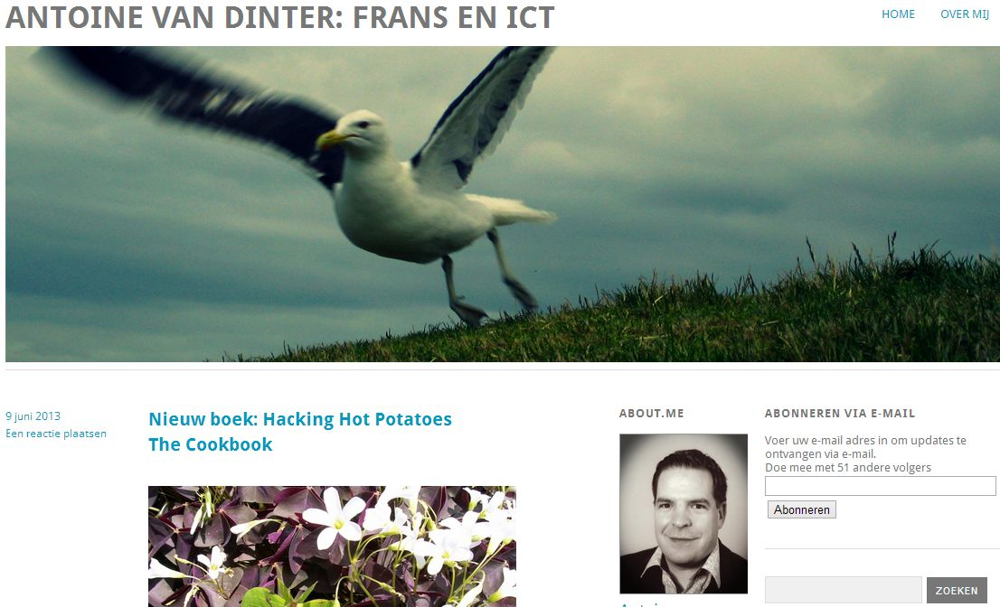 ANTOINE VAN DINTER: FRANS EN ICT
HOME
OVER MIJ
9 juni 2013
Een reactie plaatsen
Nieuw boek: Hacking Hot Potatoes
The Cookbook
ABOUT.ME
ABONNEREN VIA E-MAIL
Voer uw e-mail adres in om updates te
ontvangen via e-mail.
Doe mee met 51 andere volgers
Abonneren
ZOEKEN